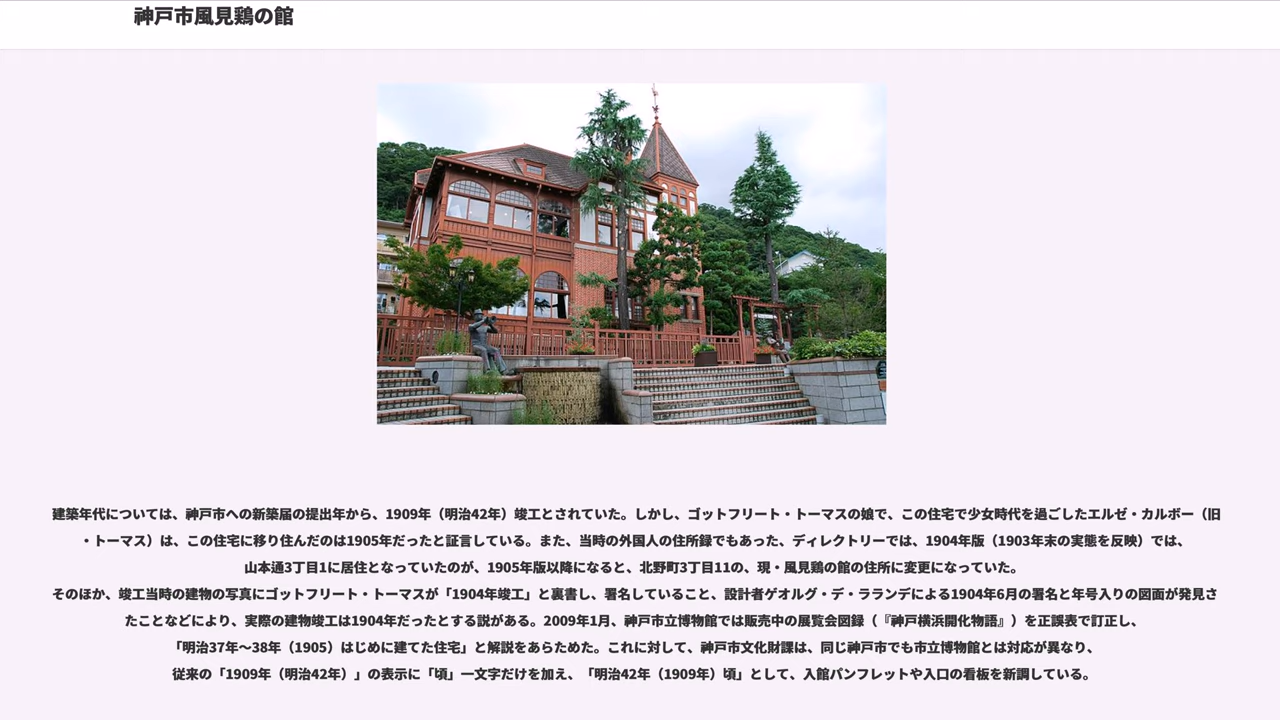 神戸市風見鶏の館
建築年代については、神戸市への新築届の提出年から、1909年（明治42年）竣工とされていた。しかし、ゴットフリート・トーマスの娘で、この住宅で少女時代を過ごしたエルゼ・カルボー（旧
・トーマス）は、この住宅に移り住んだのは1905年だったと証言している。また、当時の外国人の住所録でもあった、ディレクトリーでは、1904年版（1903年末の実態を反映）では、
山本通3丁目1に居住となっていたのが、1905年版以降になると、北野町3丁目11の、現・風見鶏の館の住所に変更になっていた。
そのほか、竣工当時の建物の写真にゴットフリート・トーマスが「1904年竣工」と裏書し、署名していること、設計者ゲオルグ・デ・ラランデによる1904年6月の署名と年号入りの図面が発見さ
たことなどにより、実際の建物竣工は1904年だったとする説がある。2009年1月、神戸市立博物館では販売中の展覧会図録（『神戸横浜開化物語』）を正誤表で訂正し、
「明治37年〜38年（1905）はじめに建てた住宅」と解説をあらためた。これに対して、神戸市文化財課は、同じ神戸市でも市立博物館とは対応が異なり、
従来の「1909年（明治42年）」の表示に「頃」一文字だけを加え、「明治42年（1909年）頃」として、入館パンフレットや入口の看板を新調している。